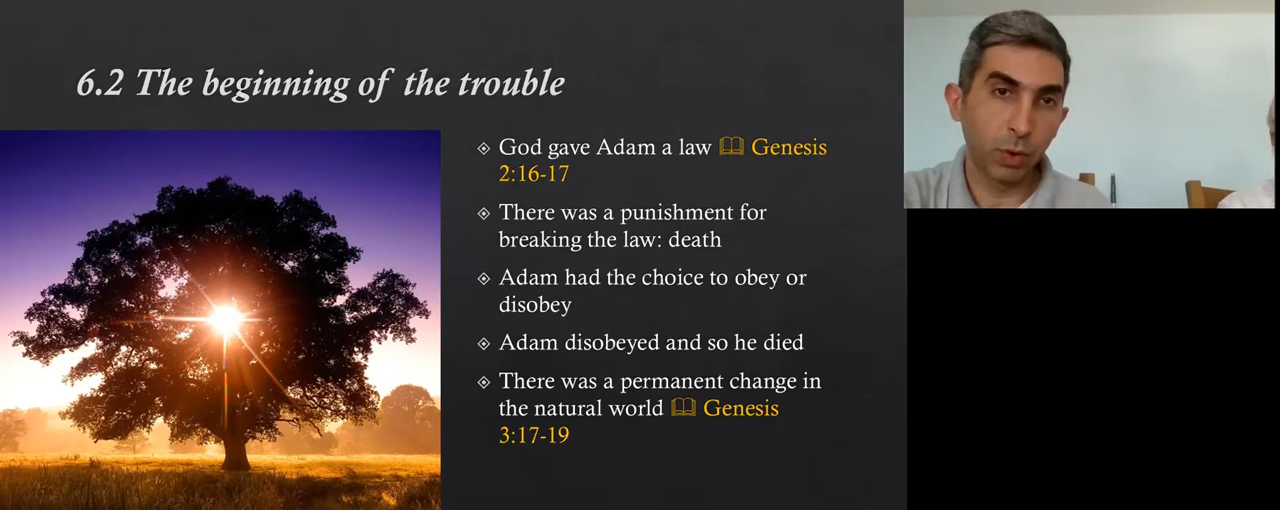 6.2 The beginning of the trouble
God gave Adam a law Genesis
2:16-17
There was a punishment for
breaking the law: death
Adam had the choice to obey or
disobey
Adam disobeyed and so he died
There was a permanent change in
the natural world Genesis
3:17-19